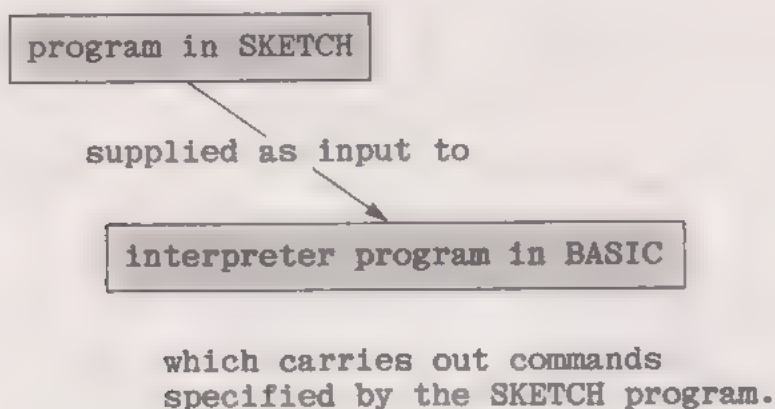 program in SKETCH
supplied as input to
interpreter program in BASIC
which carries out commands
specified by the SKETCH program.